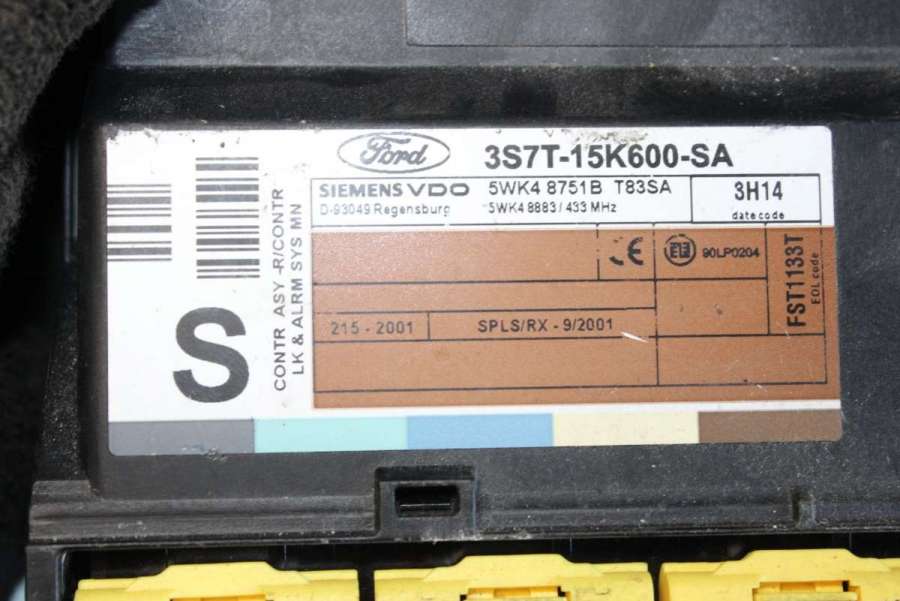 Ford
3S7T-15K600-SA
SIEMENS VDO
D-93049 Regensburg
5WK4 8751B T83SA
5WK4 8883/433 MHz
3H14
date code
CE
90LP0204
FST1133T
EOL code
215 - 2001
SPLS/RX - 9/2001
S
CONTR ASY -R/CONTR
LK & ALRM SYS MN